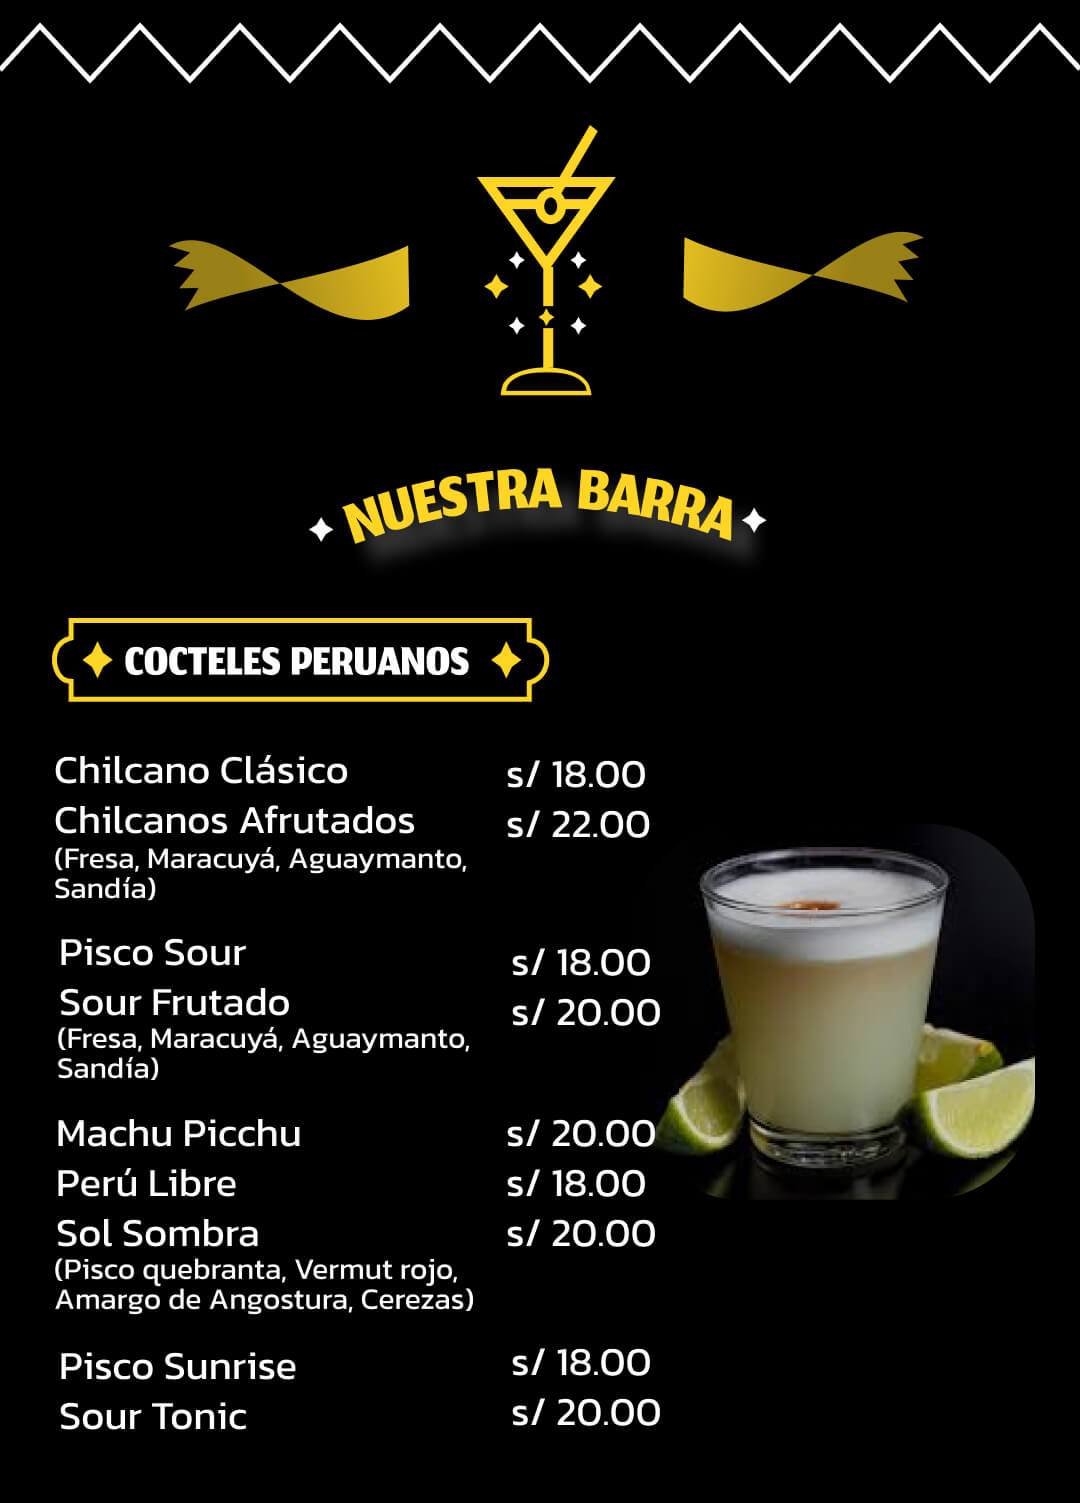 NUESTRA BARRA
COCTELES PERUANOS
Chilcano Clásico s/ 18.00
Chilcanos Afrutados s/ 22.00
(Fresa, Maracuyá, Aguaymanto,
Sandía)
Pisco Sour s/ 18.00
Sour Frutado s/ 20.00
(Fresa, Maracuyá, Aguaymanto,
Sandía)
Machu Picchu s/ 20.00
Perú Libre s/ 18.00
Sol Sombra s/ 20.00
(Pisco quebranta, Vermut rojo,
Amargo de Angostura, Cerezas)
Pisco Sunrise s/ 18.00
Sour Tonic s/ 20.00